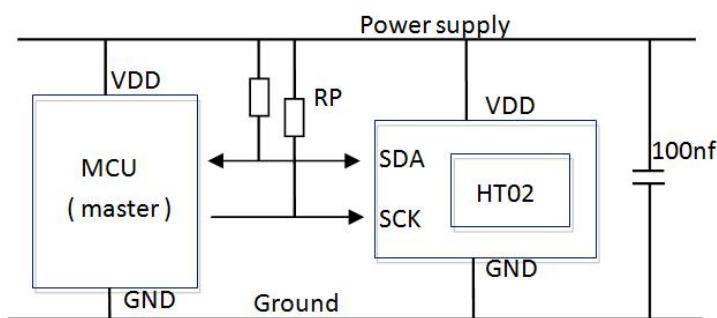 Power supply
VDD
RP
VDD
100nf
MCU
( master )
SDA
HT02
SCK
GND
GND
Ground